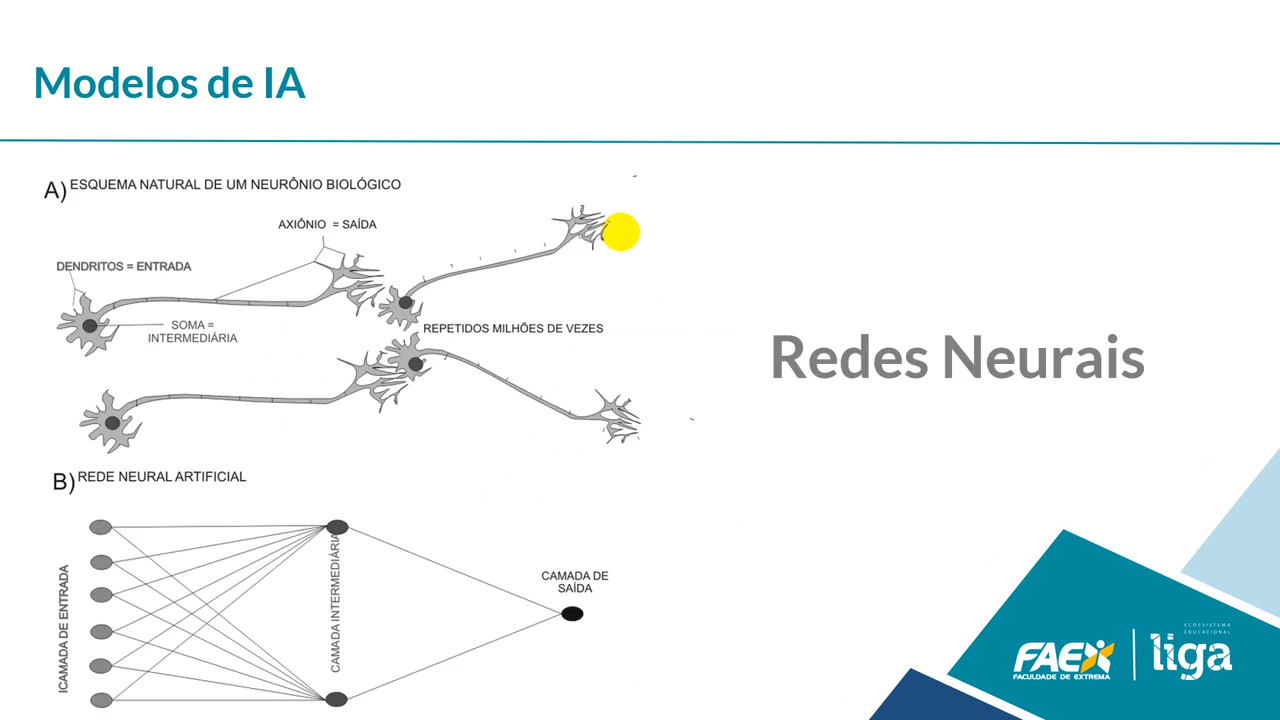 Modelos de IA
A) ESQUEMA NATURAL DE UM NEURÔNIO BIOLÓGICO
AXIÔNIO = SAÍDA
DENDRITOS = ENTRADA
SOMA =
INTERMEDIÁRIA
REPETIDOS MILHÕES DE VEZES
Redes Neurais
B) REDE NEURAL ARTIFICIAL
ICAMADA DE ENTRADA
CAMADA INTERMEDIÁRIA
CAMADA DE
SAÍDA
ECOSSISTEMA
EDUCACIONAL
FAEX
FACULDADE DE EXTREMA
liga